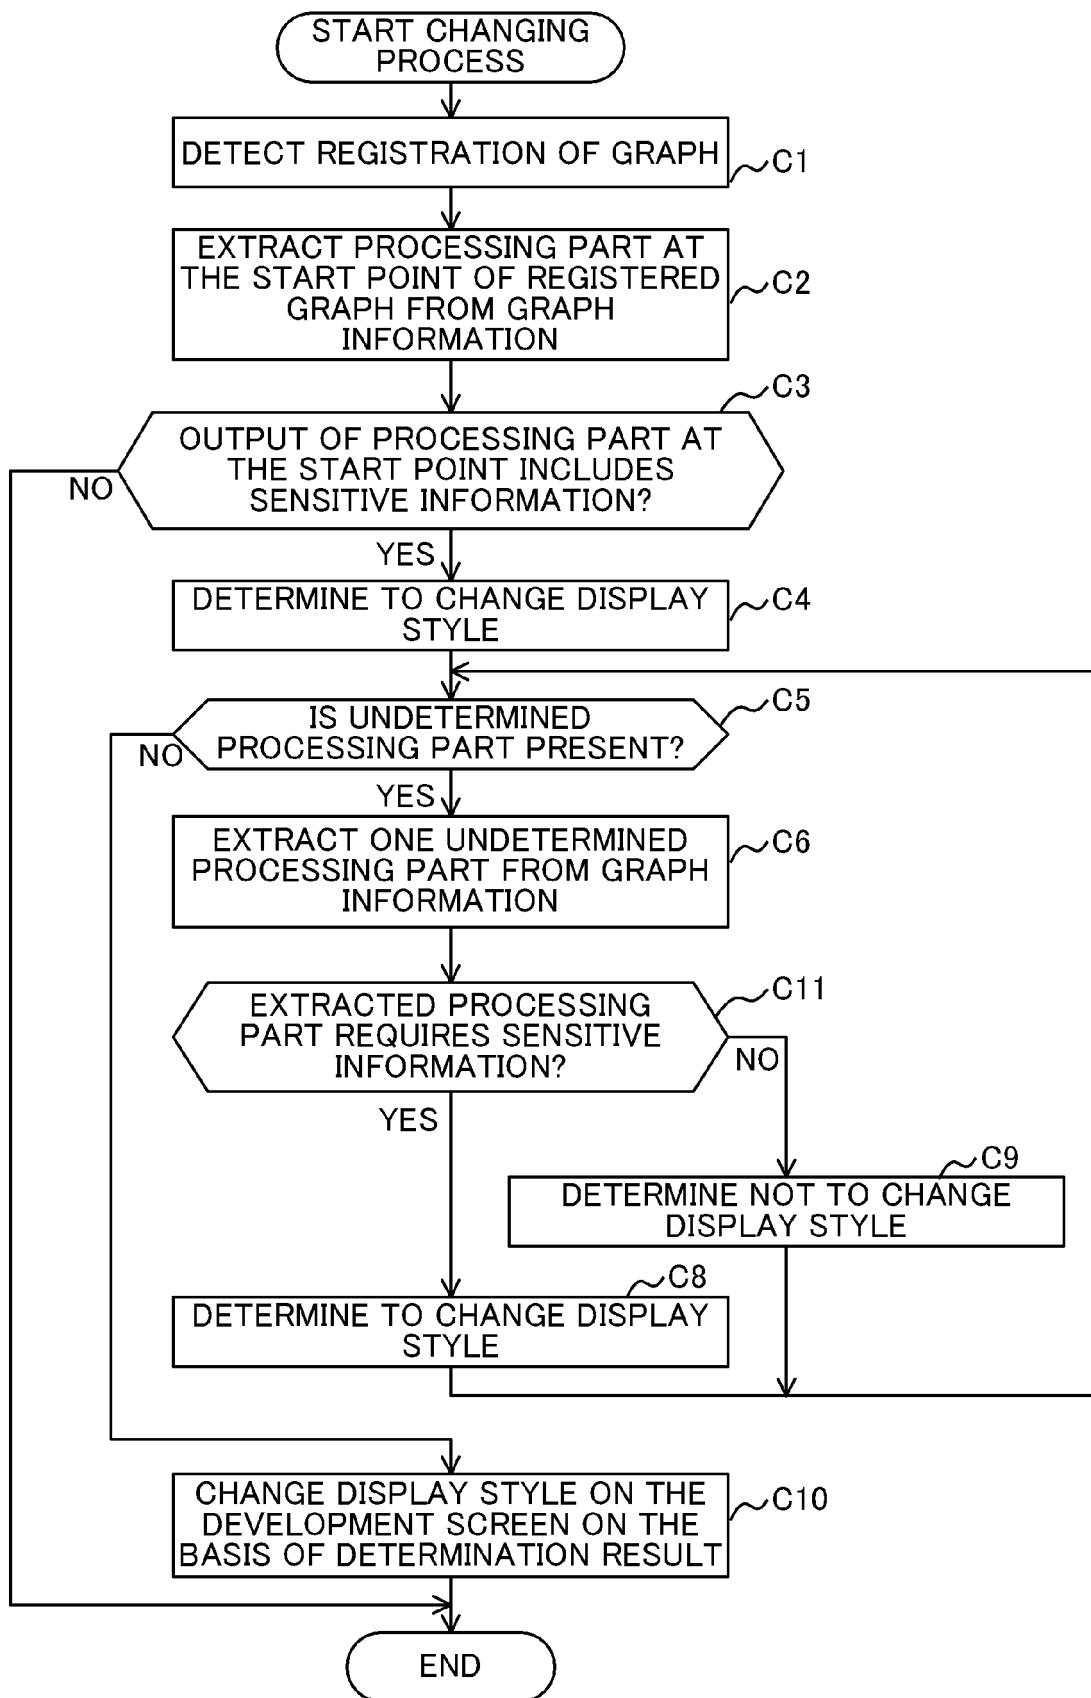 START CHANGING
PROCESS
DETECT REGISTRATION OF GRAPH
C1
EXTRACT PROCESSING PART AT
THE START POINT OF REGISTERED
GRAPH FROM GRAPH
INFORMATION
C2
C3
OUTPUT OF PROCESSING PART AT
THE START POINT INCLUDES
SENSITIVE INFORMATION?
NO
YES
DETERMINE TO CHANGE DISPLAY
STYLE
C4
IS UNDETERMINED
PROCESSING PART PRESENT?
C5
NO
YES
EXTRACT ONE UNDETERMINED
PROCESSING PART FROM GRAPH
INFORMATION
C6
EXTRACTED PROCESSING
PART REQUIRES SENSITIVE
INFORMATION?
C11
NO
YES
C9
DETERMINE NOT TO CHANGE
DISPLAY STYLE
C8
DETERMINE TO CHANGE DISPLAY
STYLE
CHANGE DISPLAY STYLE ON THE
DEVELOPMENT SCREEN ON THE
BASIS OF DETERMINATION RESULT
C10
END